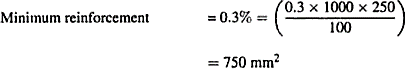 Minimum reinforcement = 0.3% = (0.3 × 1000 × 250 / 100)
= 750 mm²